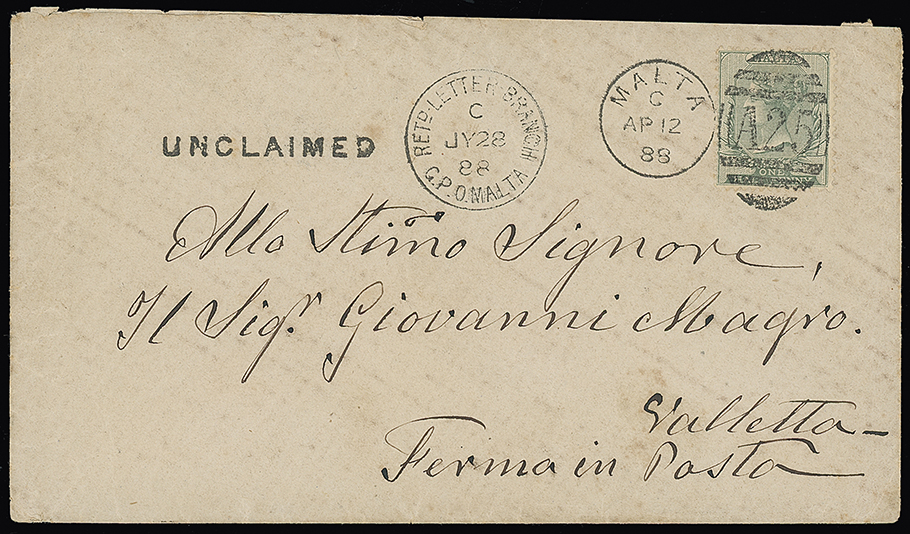 UNCLAIMED
RETD LETTER BRANCH
C
JY 28
88
G.P.O. MALTA
MALTA
C
AP 12
88
A25
MALTA
ONE
Allo Stimo Signore,
Il Sigr. Giovanni Magro.
Valletta
Ferma in Posta